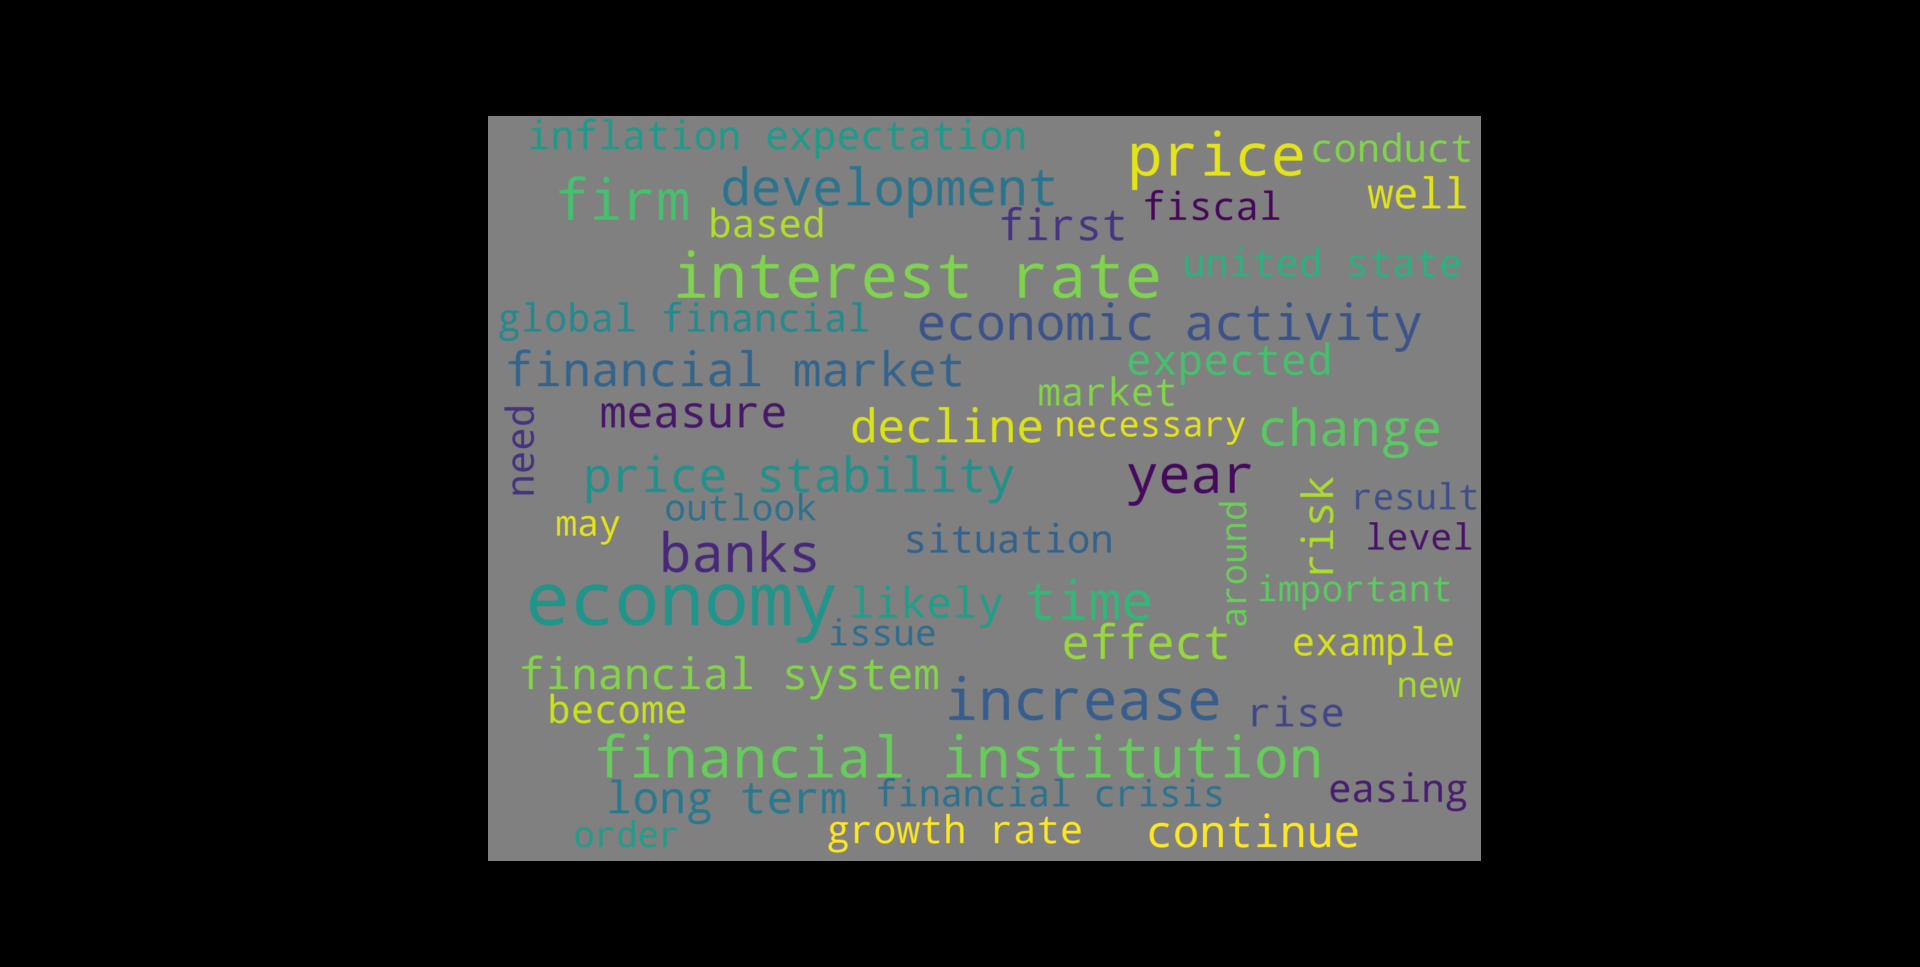 inflation expectation
price
conduct
firm
development
well
based
first
fiscal
interest rate
united state
global financial
economic activity
financial market
expected
market
measure
need
decline
necessary
change
price stability
year
outlook
risk
result
may
banks
situation
around
level
economy
likely
time
important
issue
effect
example
financial system
increase
new
become
rise
financial institution
long term
financial crisis
easing
order
growth rate
continue